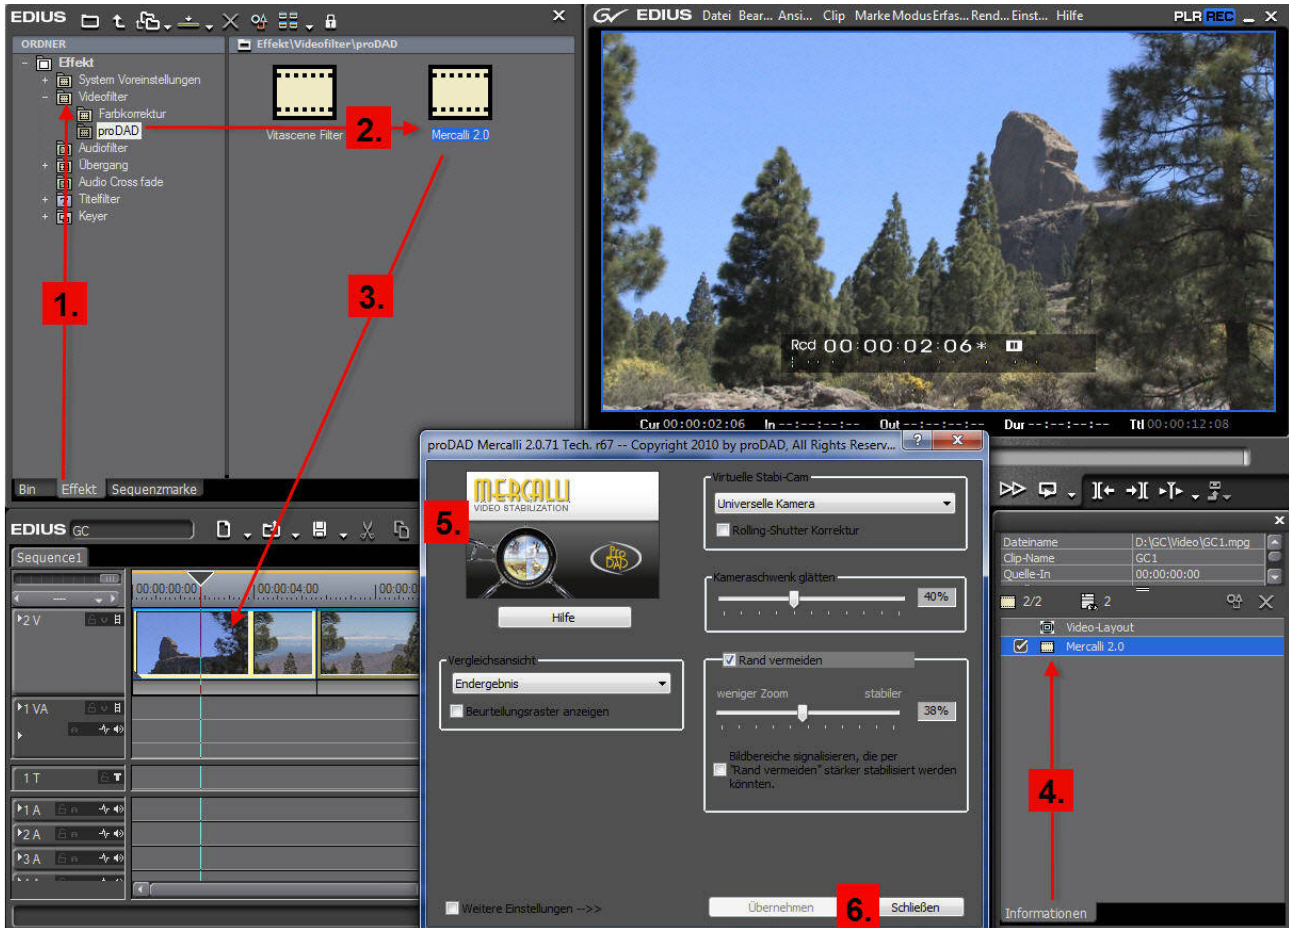 EDIUS
ORDNER
Effekt
System Voreinstellungen
Videofilter
Farbkorrektur
proDAD
Audiofilter
Übergang
Audio Cross fade
Titelfilter
Keyer
Effekt\Videofilter\proDAD
Vitascene Filter
Mercalli 2.0
1.
2.
3.
Bin
Effekt
Sequenzmarke
EDIUS Datei Bear... Ansi... Clip Marke Modus Erfas... Rend... Einst... Hilfe
PLR REC
Rcd 00:00:02:06*
Cur 00:00:02:06 In --:--:--:-- Out --:--:--:-- Dur --:--:--:-- Ttl 00:00:12:08
EDIUS GC
Sequence1
00:00:00:00
00:00:04:00
|00:00:0
2 V
1 VA
1 T
1 A
2 A
3 A
proDAD Mercalli 2.0.71 Tech. r67 -- Copyright 2010 by proDAD, All Rights Reserv...
5.
MERCALLI
VIDEO STABILIZATION
PRO DAD
Hilfe
Vergleichsansicht
Endergebnis
Beurteilungsraster anzeigen
Virtuelle Stabi-Cam
Universelle Kamera
Rolling-Shutter Korrektur
Kameraschwenk glätten
40%
Rand vermeiden
weniger Zoom
stabiler
38%
Bildbereiche signalisieren, die per
"Rand vermeiden" stärker stabilisiert werden
könnten.
Weitere Einstellungen -->>
Übernehmen
6.
Schließen
Dateiname D:\GC\Video\GC1.mpg
Clip-Name GC1
Quelle-In 00:00:00:00
2/2
2
Video-Layout
Mercalli 2.0
4.
Informationen